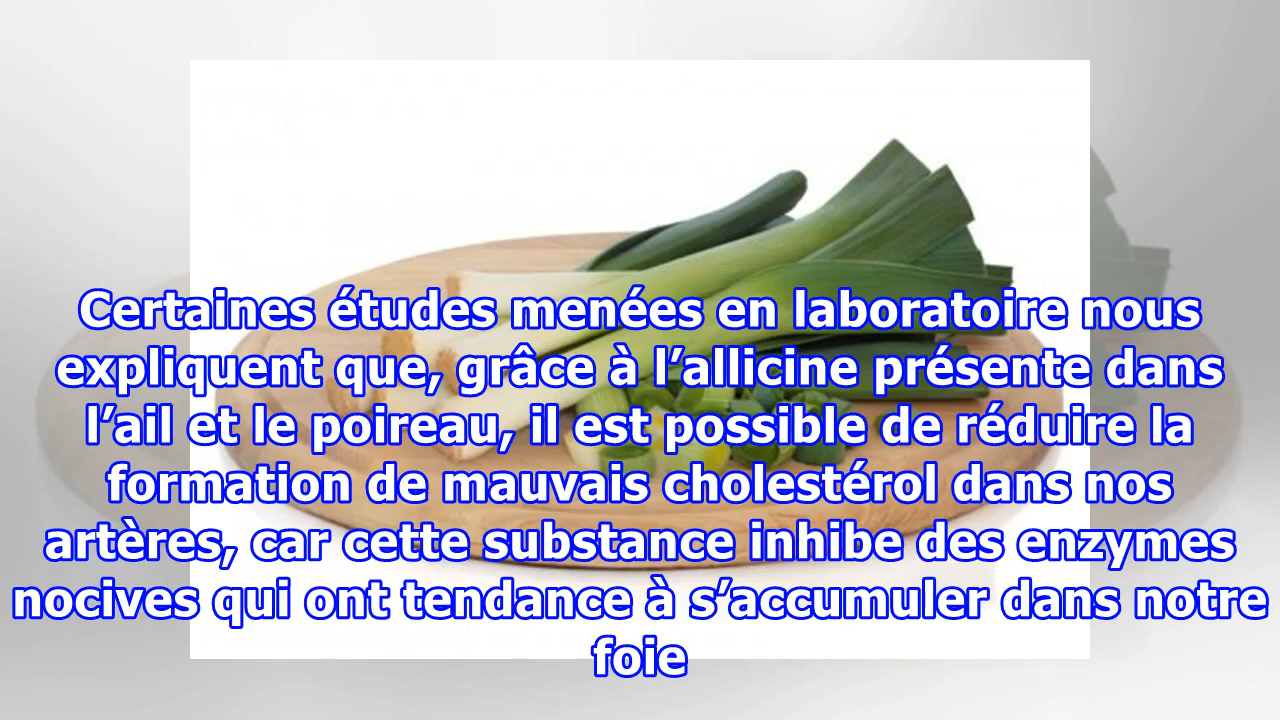 Certaines études menées en laboratoire nous
expliquent que, grâce à l’allicine présente dans
l’ail et le poireau, il est possible de réduire la
formation de mauvais cholestérol dans nos
artères, car cette substance inhibe des enzymes
nocives qui ont tendance à s’accumuler dans notre
foie